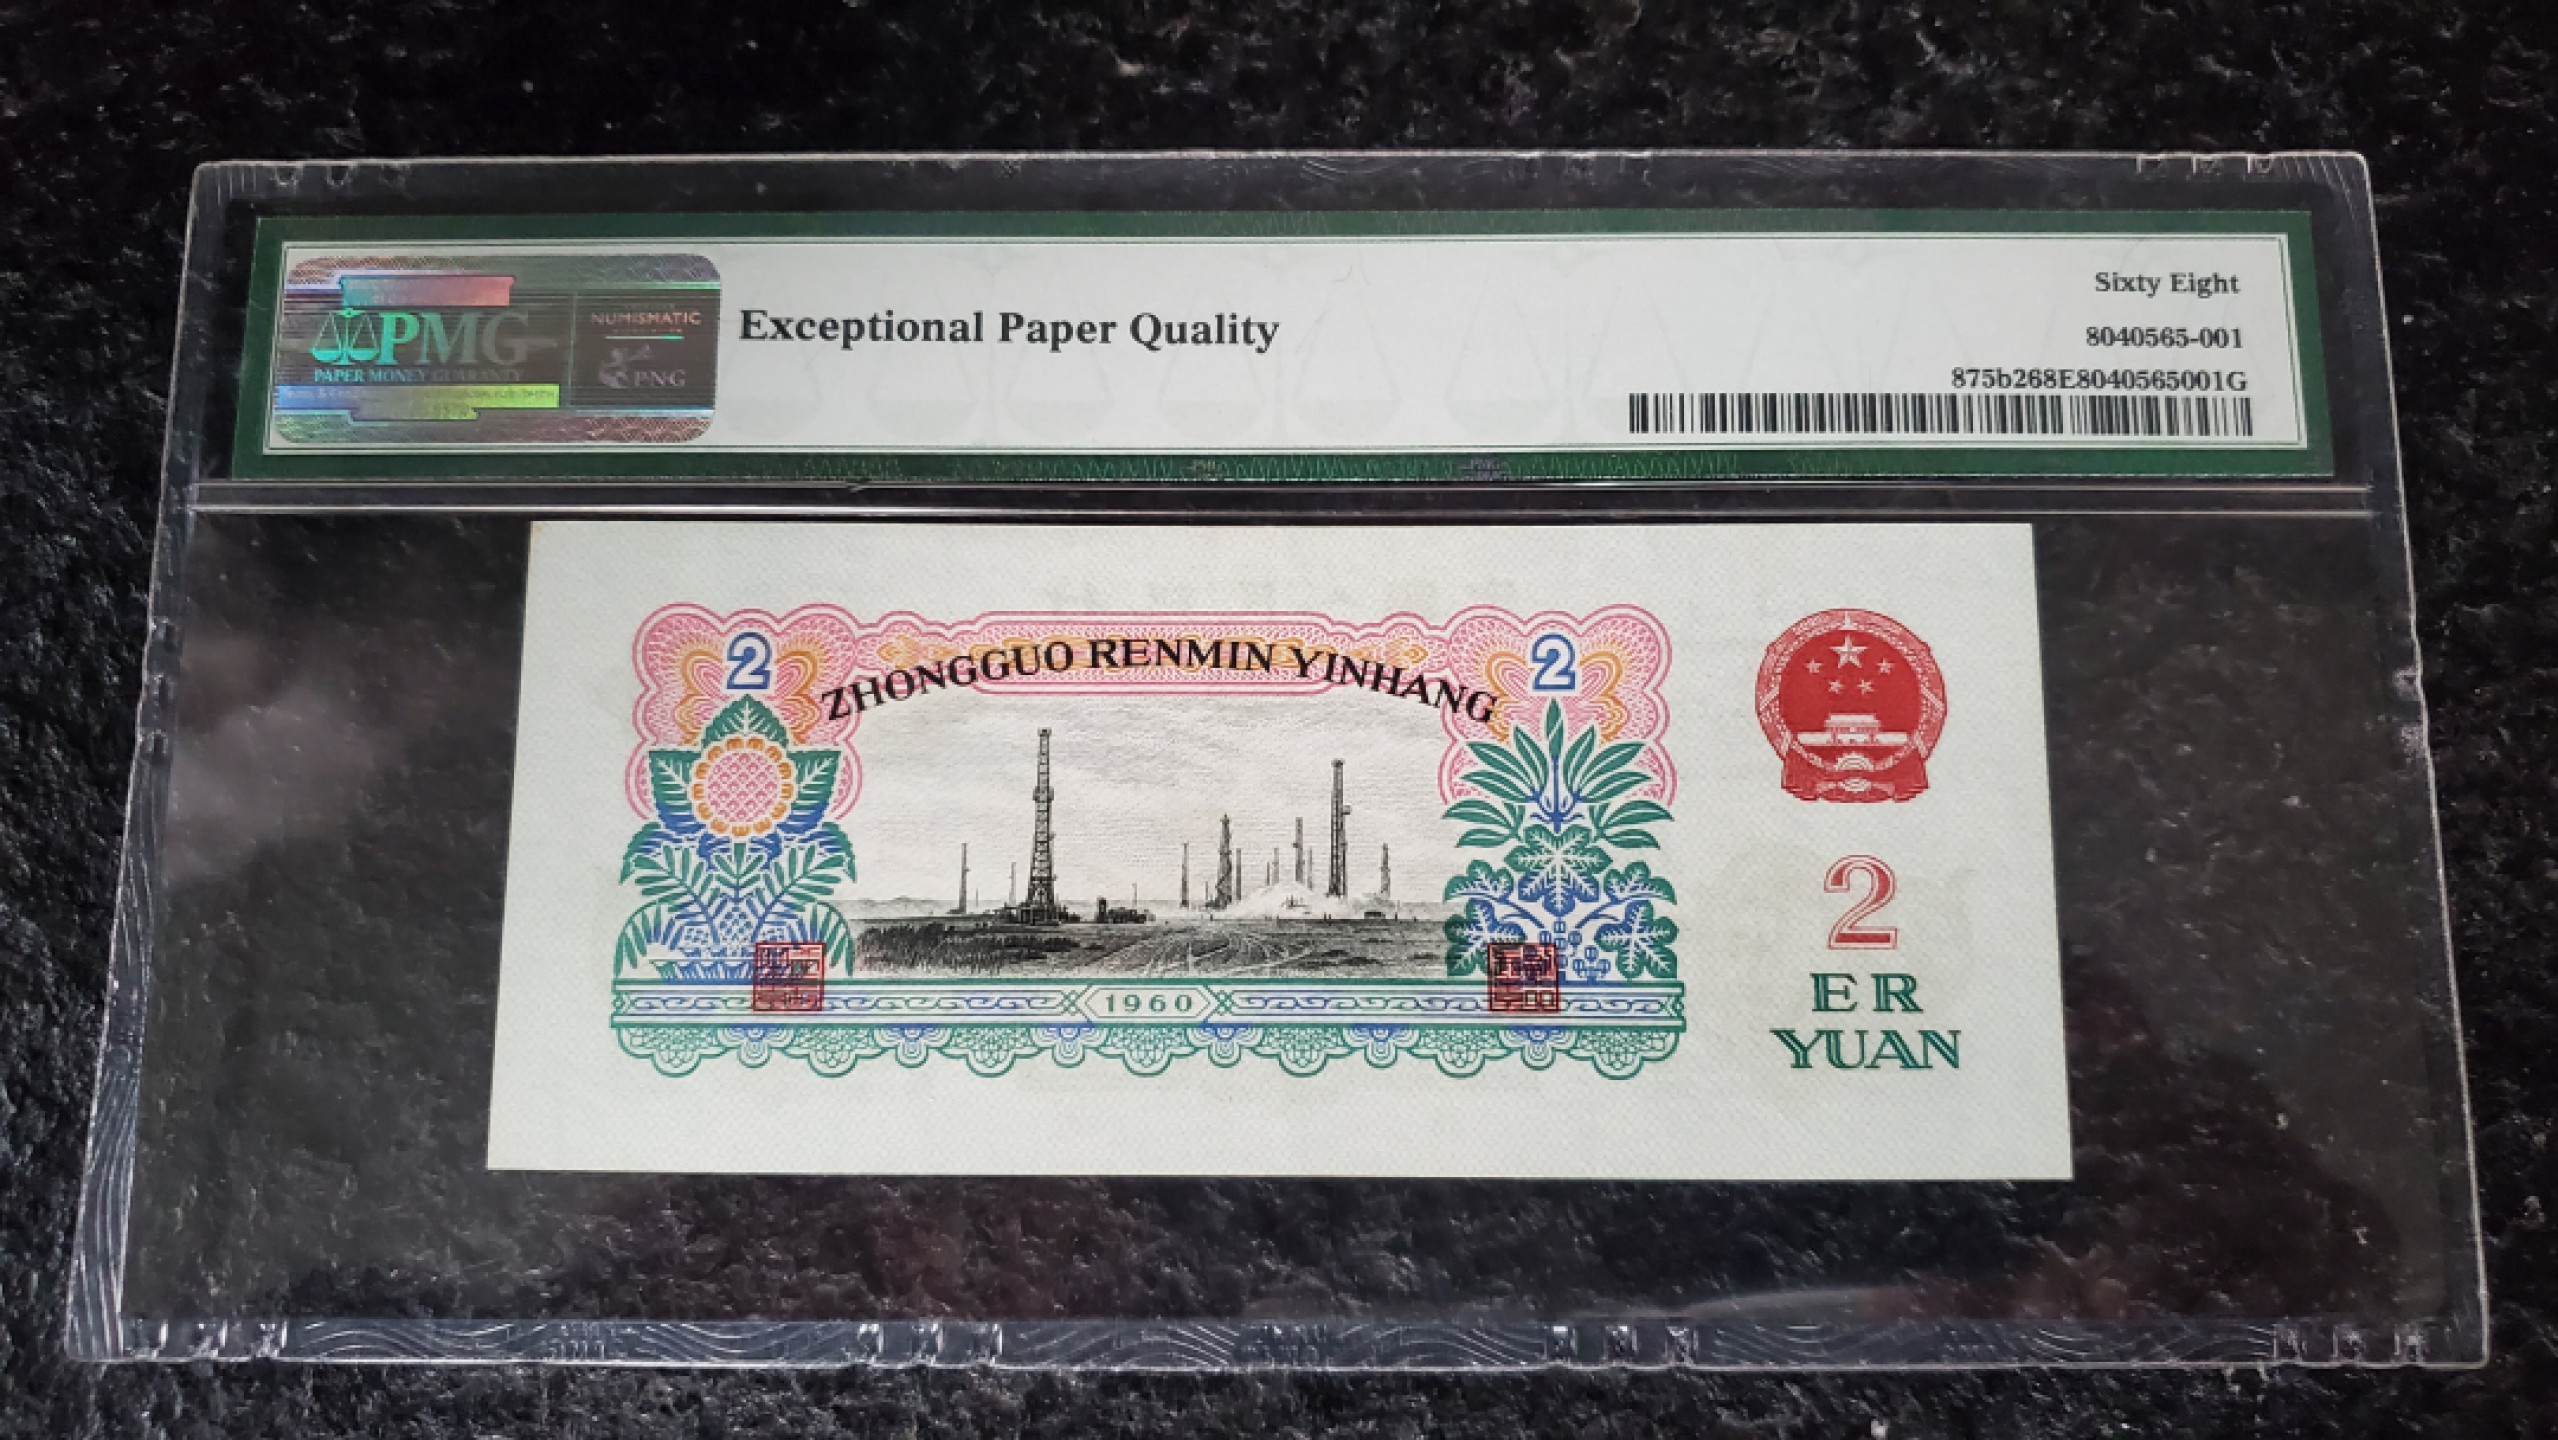 PMG
PAPER MONEY GUARANTY
NUMISMATIC
PNG
Exceptional Paper Quality
Sixty Eight
8040565-001
875b268E8040565001G
2
ZHONGGUO RENMIN YINHANG
2
1960
2
ER
YUAN